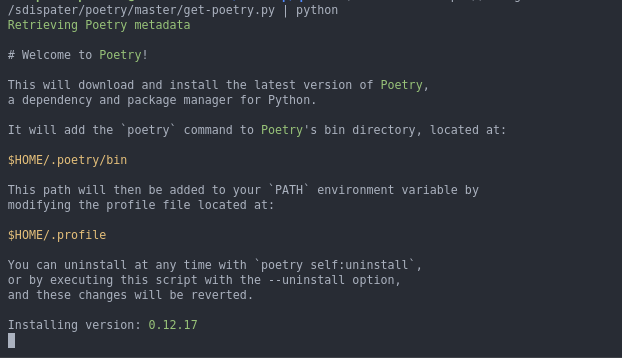 /sdispater/poetry/master/get-poetry.py | python
Retrieving Poetry metadata
# Welcome to Poetry!
This will download and install the latest version of Poetry,
a dependency and package manager for Python.
It will add the `poetry` command to Poetry's bin directory, located at:
$HOME/.poetry/bin
This path will then be added to your `PATH` environment variable by
modifying the profile file located at:
$HOME/.profile
You can uninstall at any time with `poetry self:uninstall`,
or by executing this script with the --uninstall option,
and these changes will be reverted.
Installing version: 0.12.17